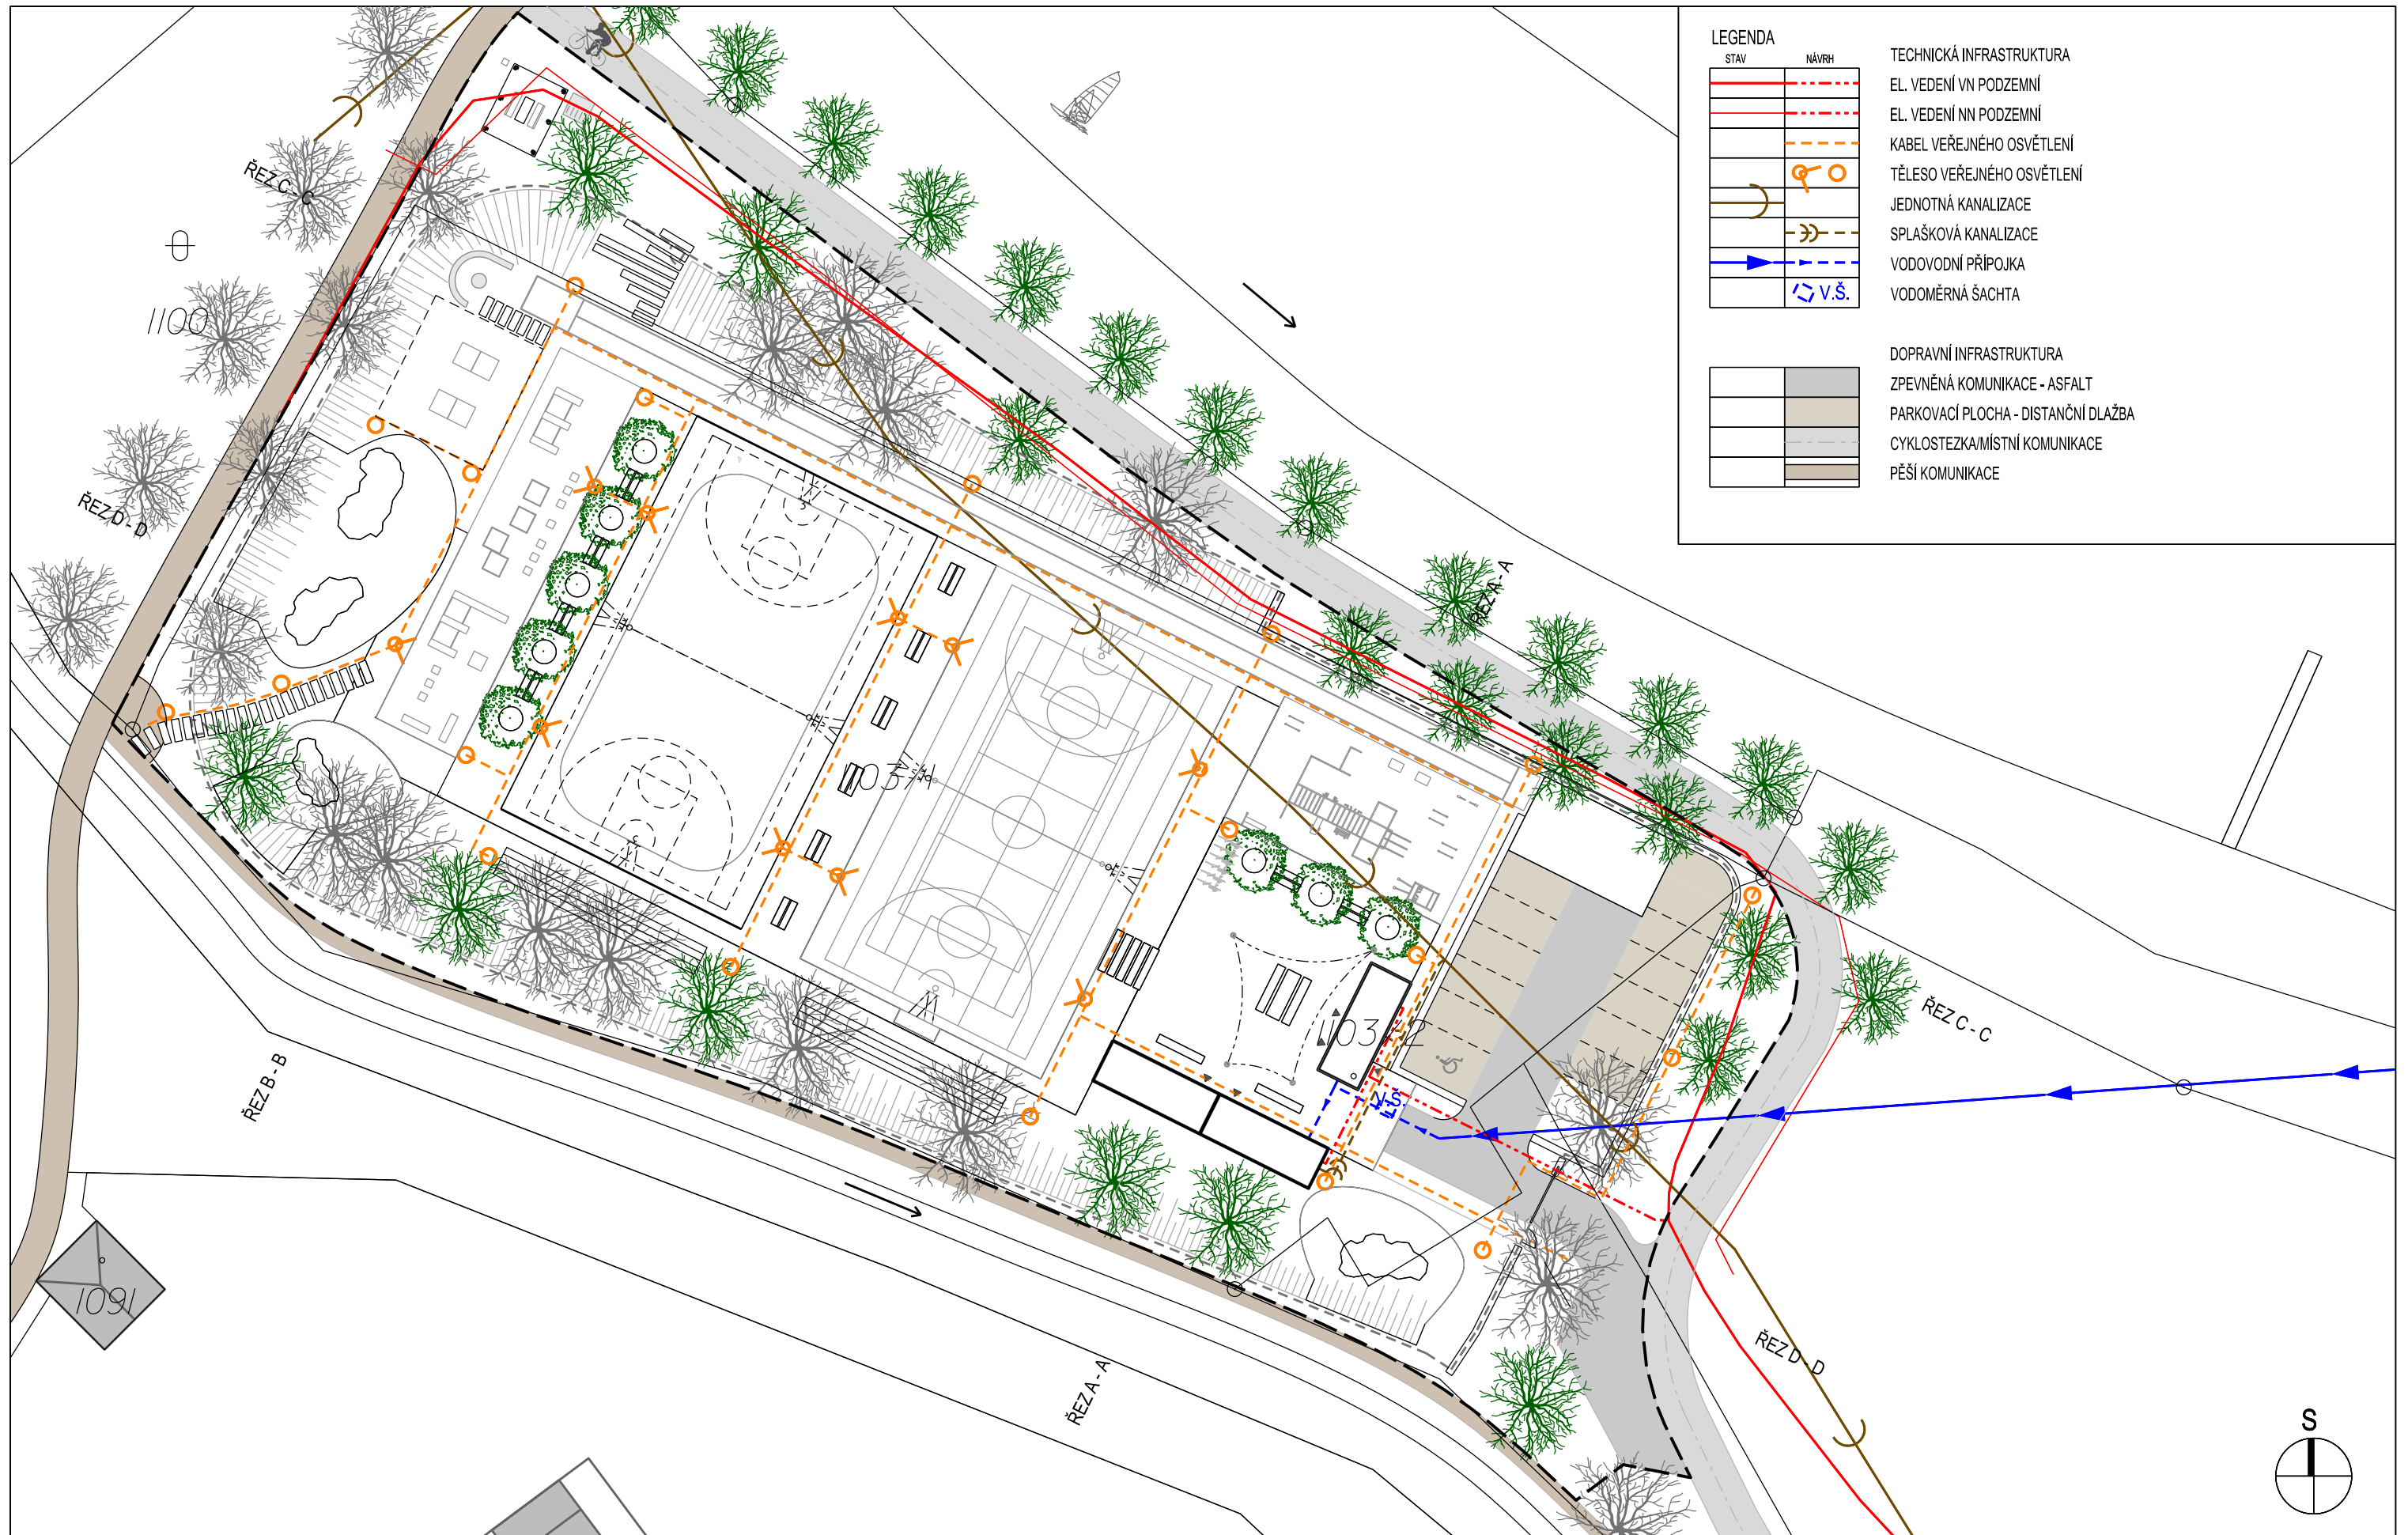 LEGENDA
STAV
NÁVRH
TECHNICKÁ INFRASTRUKTURA
EL. VEDENÍ VN PODZEMNÍ
EL. VEDENÍ NN PODZEMNÍ
KABEL VEŘEJNÉHO OSVĚTLENÍ
TĚLESO VEŘEJNÉHO OSVĚTLENÍ
JEDNOTNÁ KANALIZACE
SPLAŠKOVÁ KANALIZACE
VODOVODNÍ PŘÍPOJKA
V.Š.
VODOMĚRNÁ ŠACHTA
DOPRAVNÍ INFRASTRUKTURA
ZPEVNĚNÁ KOMUNIKACE - ASFALT
PARKOVACÍ PLOCHA - DISTANČNÍ DLAŽBA
CYKLOSTEZKA/MÍSTNÍ KOMUNIKACE
PĚŠÍ KOMUNIKACE
ŘEZ C - C
1100
ŘEZ D - D
ŘEZ A - A
V.Š.
ŘEZ C - C
ŘEZ B - B
1091
ŘEZ D - D
ŘEZ A - A
S